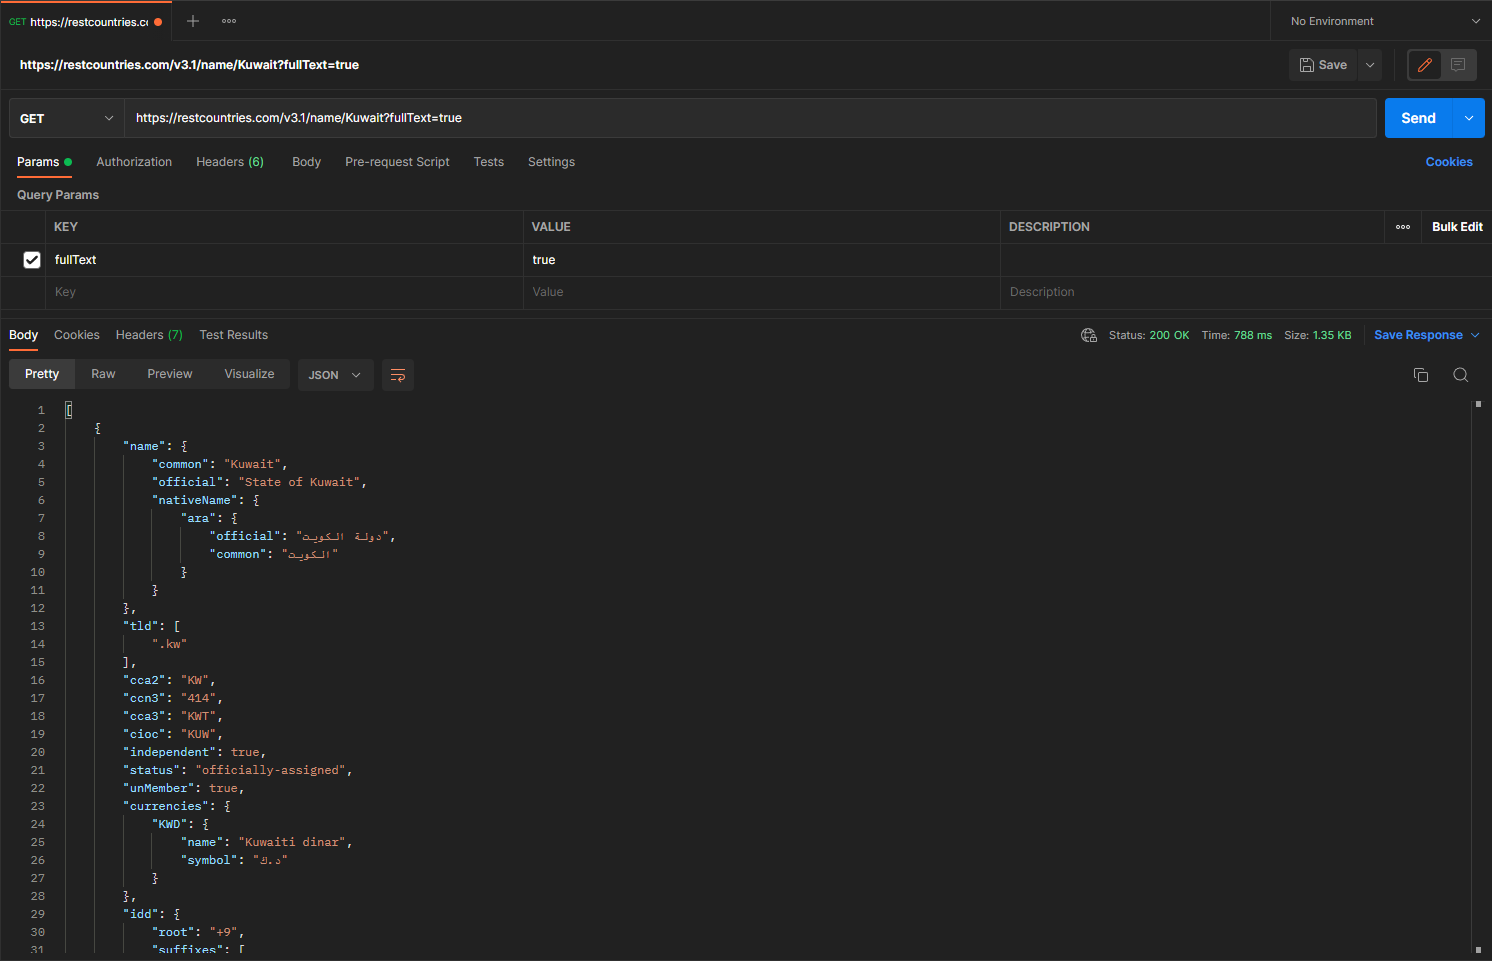 GET https://restcountries.cc
No Environment
https://restcountries.com/v3.1/name/Kuwait?fullText=true
Save
GET https://restcountries.com/v3.1/name/Kuwait?fullText=true Send
Params Authorization Headers (6) Body Pre-request Script Tests Settings Cookies
Query Params
KEY VALUE DESCRIPTION Bulk Edit
fullText true
Key Value Description
Body Cookies Headers (7) Test Results Status: 200 OK Time: 788 ms Size: 1.35 KB Save Response
Pretty Raw Preview Visualize JSON
1 [
2 {
3 "name": {
4 "common": "Kuwait",
5 "official": "State of Kuwait",
6 "nativeName": {
7 "ara": {
8 "official": "دولة الكويت",
9 "common": "الكويت"
10 }
11 }
12 },
13 "tld": [
14 ".kw"
15 ],
16 "cca2": "KW",
17 "ccn3": "414",
18 "cca3": "KWT",
19 "cioc": "KUW",
20 "independent": true,
21 "status": "officially-assigned",
22 "unMember": true,
23 "currencies": {
24 "KWD": {
25 "name": "Kuwaiti dinar",
26 "symbol": "د.ك"
27 }
28 },
29 "idd": {
30 "root": "+9",
31 "suffixes": [